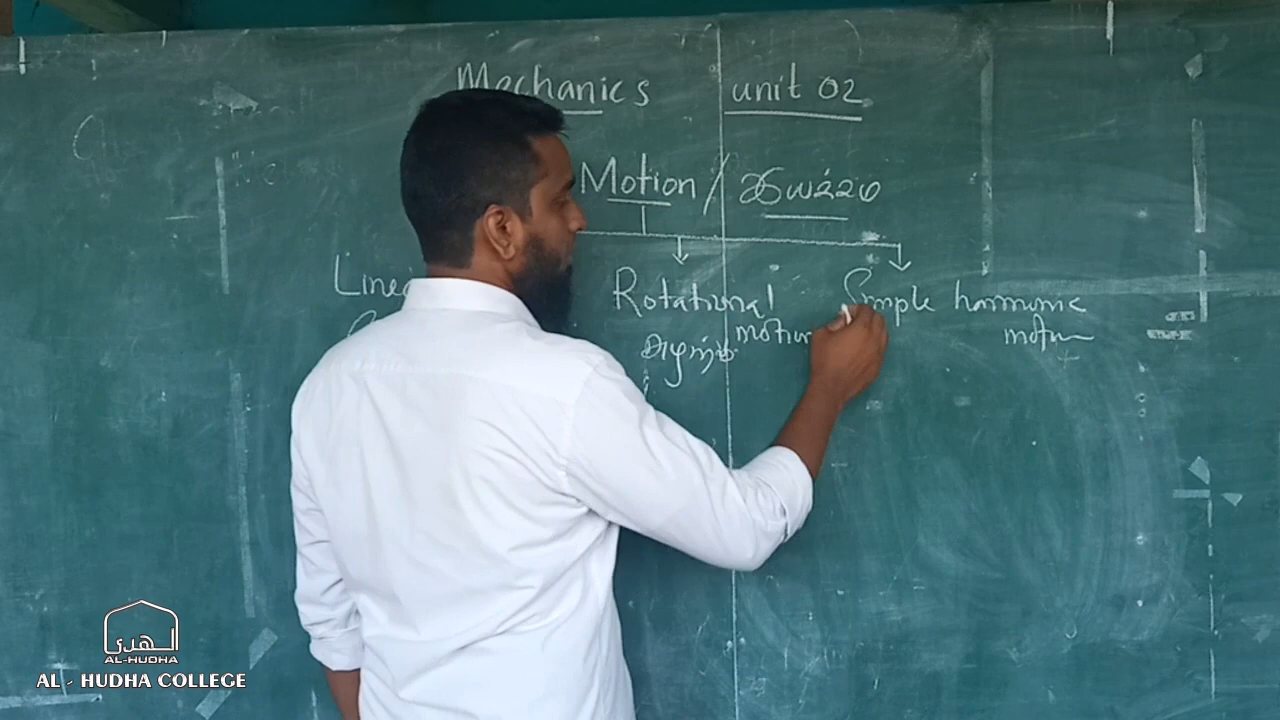 Mechanics unit 02
Motion / இயக்கம்
Rotational motion
Simple harmonic motion
الهدى
AL-HUDHA
AL - HUDHA COLLEGE